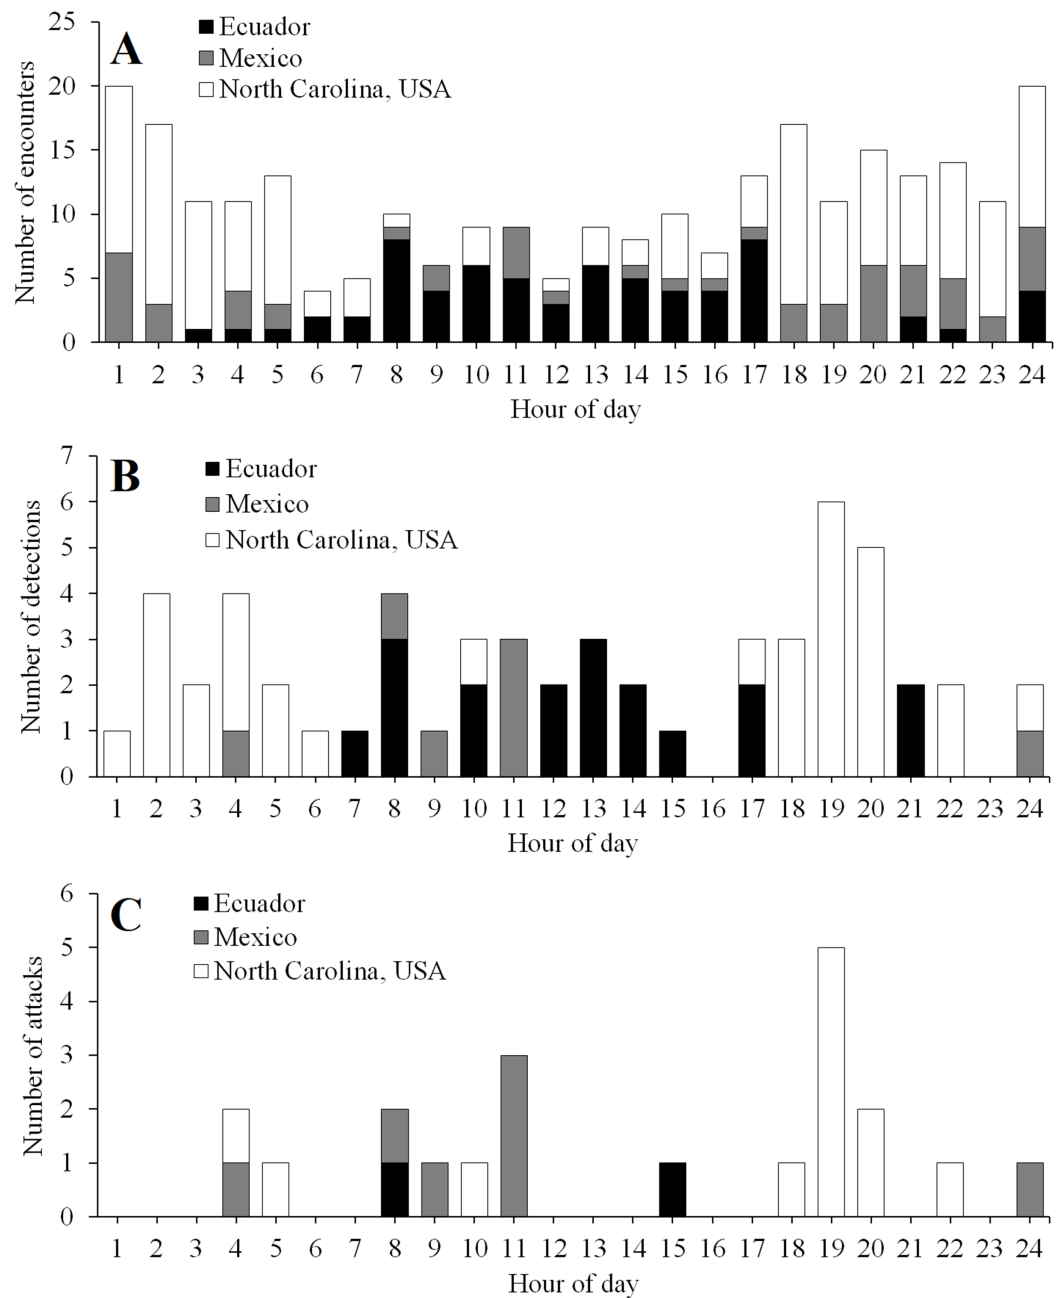 A
Ecuador
Mexico
North Carolina, USA
Number of encounters
25
20
15
10
5
0
1 2 3 4 5 6 7 8 9 10 11 12 13 14 15 16 17 18 19 20 21 22 23 24
Hour of day
B
Ecuador
Mexico
North Carolina, USA
Number of detections
7
6
5
4
3
2
1
0
1 2 3 4 5 6 7 8 9 10 11 12 13 14 15 16 17 18 19 20 21 22 23 24
Hour of day
C
Ecuador
Mexico
North Carolina, USA
Number of attacks
6
5
4
3
2
1
0
1 2 3 4 5 6 7 8 9 10 11 12 13 14 15 16 17 18 19 20 21 22 23 24
Hour of day